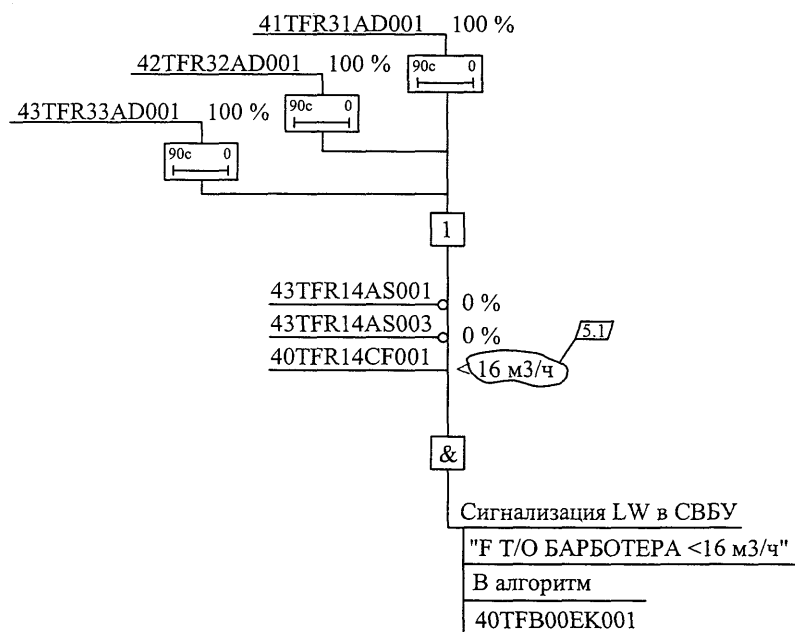 41TFR31AD001 100 %
90с 0
42TFR32AD001 100 %
90с 0
43TFR33AD001 100 %
90с 0
1
43TFR14AS001 0 %
43TFR14AS003 0 %
40TFR14CF001 < 16 м3/ч
5.1
&
Сигнализация LW в СВБУ
"F Т/О БАРБОТЕРА <16 м3/ч"
В алгоритм
40TFB00EK001